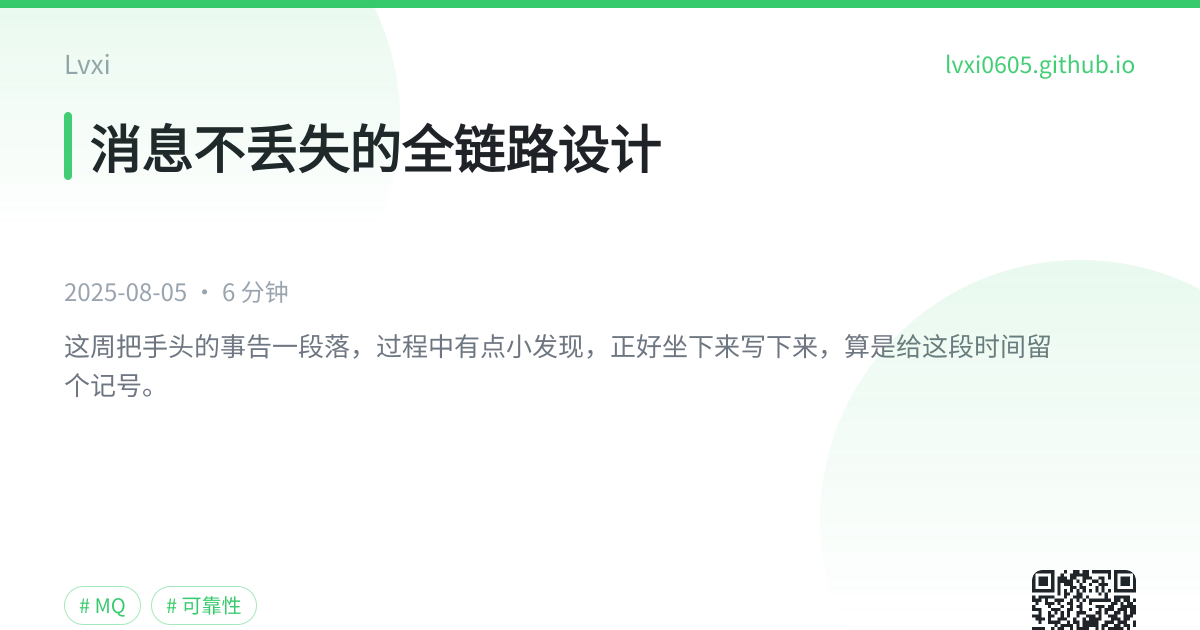 Lvxi
lvxi0605.github.io
消息不丢失的全链路设计
2025-08-05 · 6 分钟
这周把手头的事告一段落，过程中有点小发现，正好坐下来写下来，算是给这段时间留
个记号。
# MQ
# 可靠性